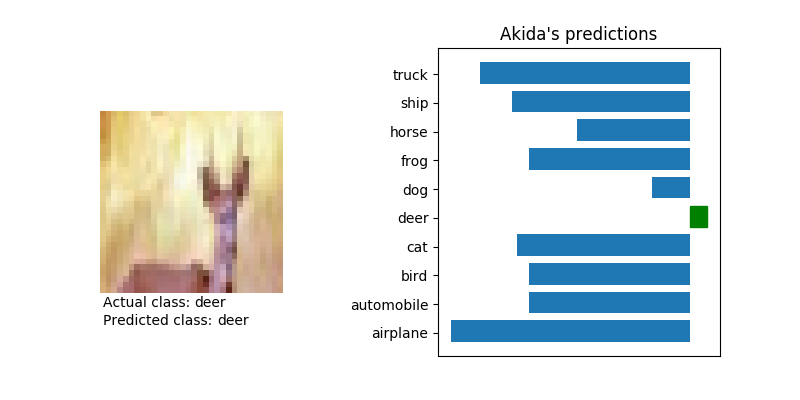 Actual class: deer
Predicted class: deer
Akida's predictions
truck
ship
horse
frog
dog
deer
cat
bird
automobile
airplane